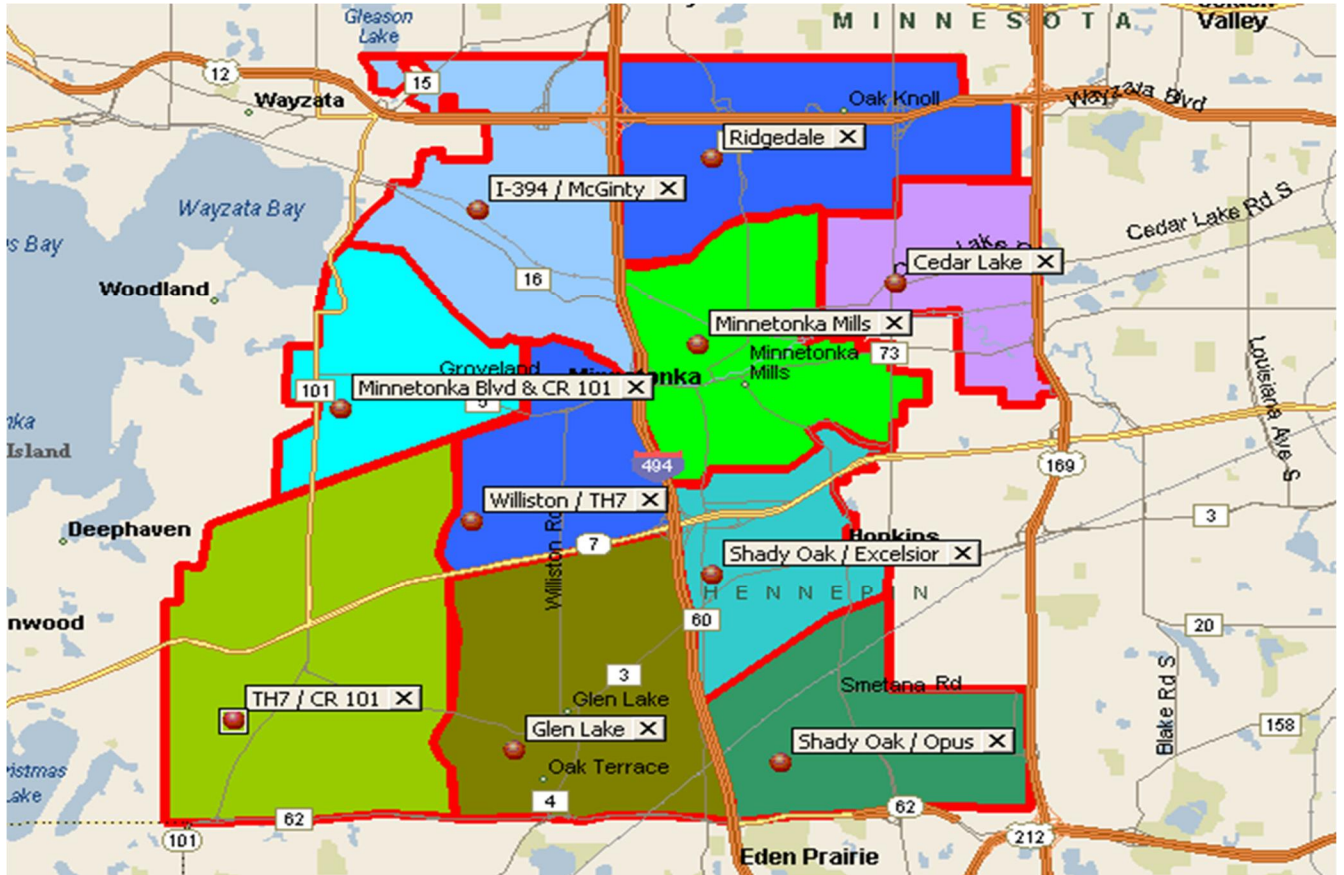 Gleason
Lake
MINNESOTA
Valley
12
15
Wayzata
Oak Knoll
Wayzata Blvd
Ridgedale X
I-394 / McGinty X
Wayzata Bay
Cedar Lake Rd S
s Bay
Cedar Lake X
16
Woodland
Minnetonka Mills X
Minnetonka
Mills
73
Groveland
101
Minnetonka Blvd & CR 101 X
5
Louisiana Ave S
Island
494
169
Williston / TH7 X
Deephaven
7
3
Hopkins
Shady Oak / Excelsior X
Williston Rd
HENNEPIN
nwood
60
20
3
Smetana Rd
TH7 / CR 101 X
Glen Lake
Blake Rd S
158
Glen Lake X
Shady Oak / Opus X
Oak Terrace
4
62
62
101
212
Eden Prairie